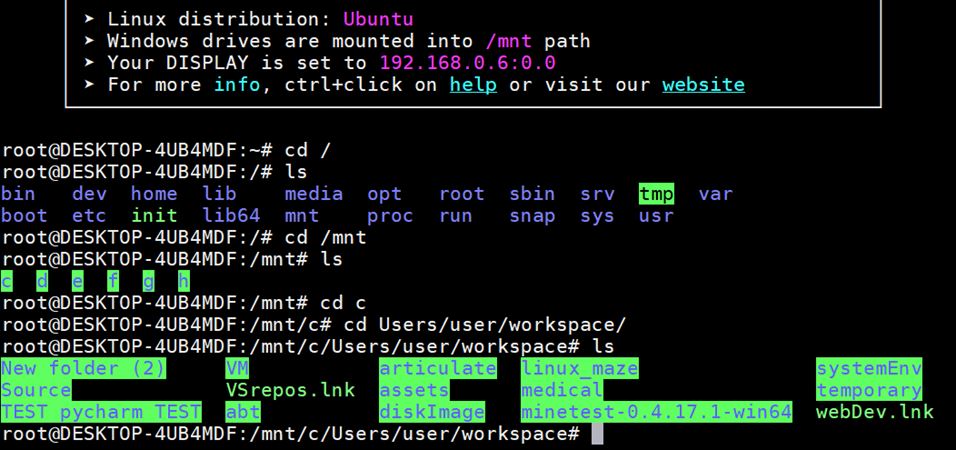 ➤ Linux distribution: Ubuntu
➤ Windows drives are mounted into /mnt path
➤ Your DISPLAY is set to 192.168.0.6:0.0
➤ For more info, ctrl+click on help or visit our website
root@DESKTOP-4UB4MDF:~# cd /
root@DESKTOP-4UB4MDF:/# ls
bin dev home lib media opt root sbin srv tmp var
boot etc init lib64 mnt proc run snap sys usr
root@DESKTOP-4UB4MDF:/# cd /mnt
root@DESKTOP-4UB4MDF:/mnt# ls
c d e f g h
root@DESKTOP-4UB4MDF:/mnt# cd c
root@DESKTOP-4UB4MDF:/mnt/c# cd Users/user/workspace/
root@DESKTOP-4UB4MDF:/mnt/c/Users/user/workspace# ls
New folder (2) VM articulate linux_maze systemEnv
Source VSrepos.lnk assets medical temporary
TEST pycharm TEST abt diskImage minetest-0.4.17.1-win64 webDev.lnk
root@DESKTOP-4UB4MDF:/mnt/c/Users/user/workspace#